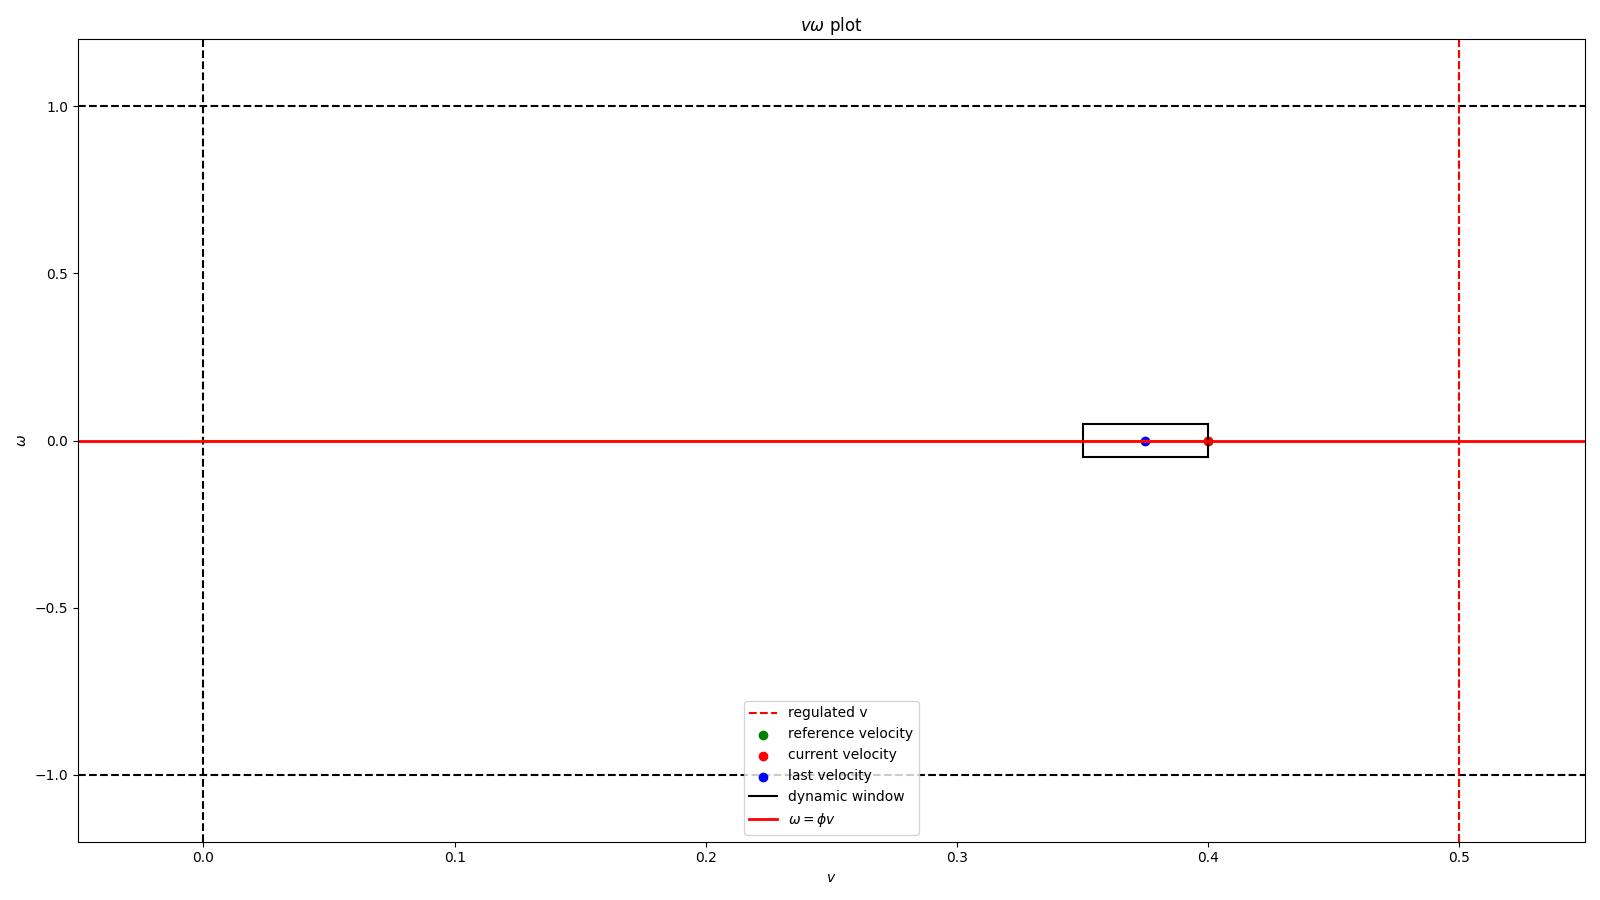 vω plot
1.0
0.5
0.0
−0.5
−1.0
ω
regulated v
reference velocity
current velocity
last velocity
dynamic window
ω = ϕv
0.0 0.1 0.2 0.3 0.4 0.5
v